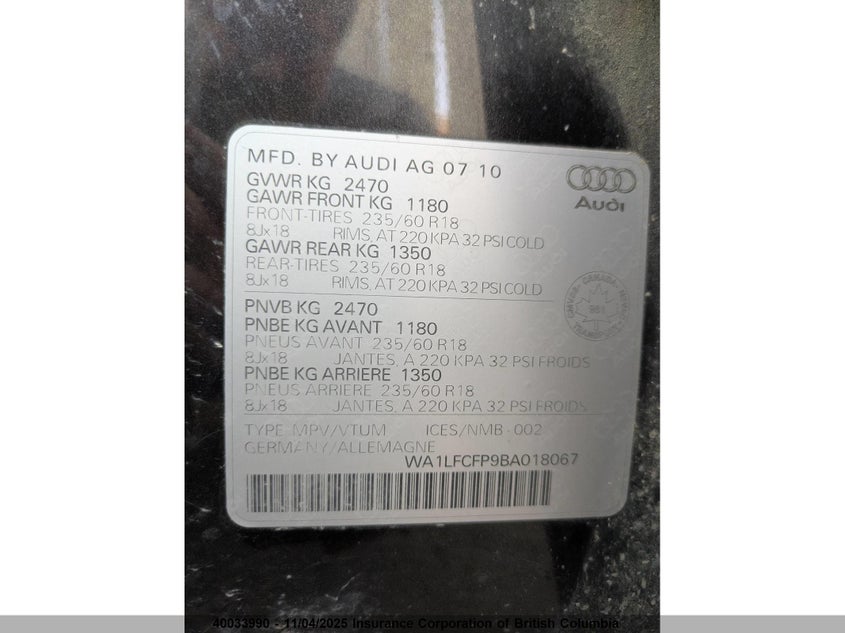 MFD. BY AUDI AG 07 10
GVWR KG 2470
GAWR FRONT KG 1180
FRONT-TIRES 235/60 R18
8Jx18 RIMS, AT 220 KPA 32 PSI COLD
GAWR REAR KG 1350
REAR-TIRES 235/60 R18
8Jx18 RIMS, AT 220 KPA 32 PSI COLD
Audi
CANADA
TRANSPORT
PNVB KG 2470
PNBE KG AVANT 1180
PNEUS AVANT 235/60 R18
8Jx18 JANTES, A 220 KPA 32 PSI FROIDS
PNBE KG ARRIERE 1350
PNEUS ARRIERE 235/60 R18
8Jx18 JANTES, A 220 KPA 32 PSI FROIDS
TYPE: MPV/VTUM ICES/NMB-002
GERMANY/ALLEMAGNE
WA1LFCFP9BA018067
40033990 : 11/04/2025 Insurance Corporation of British Columbia